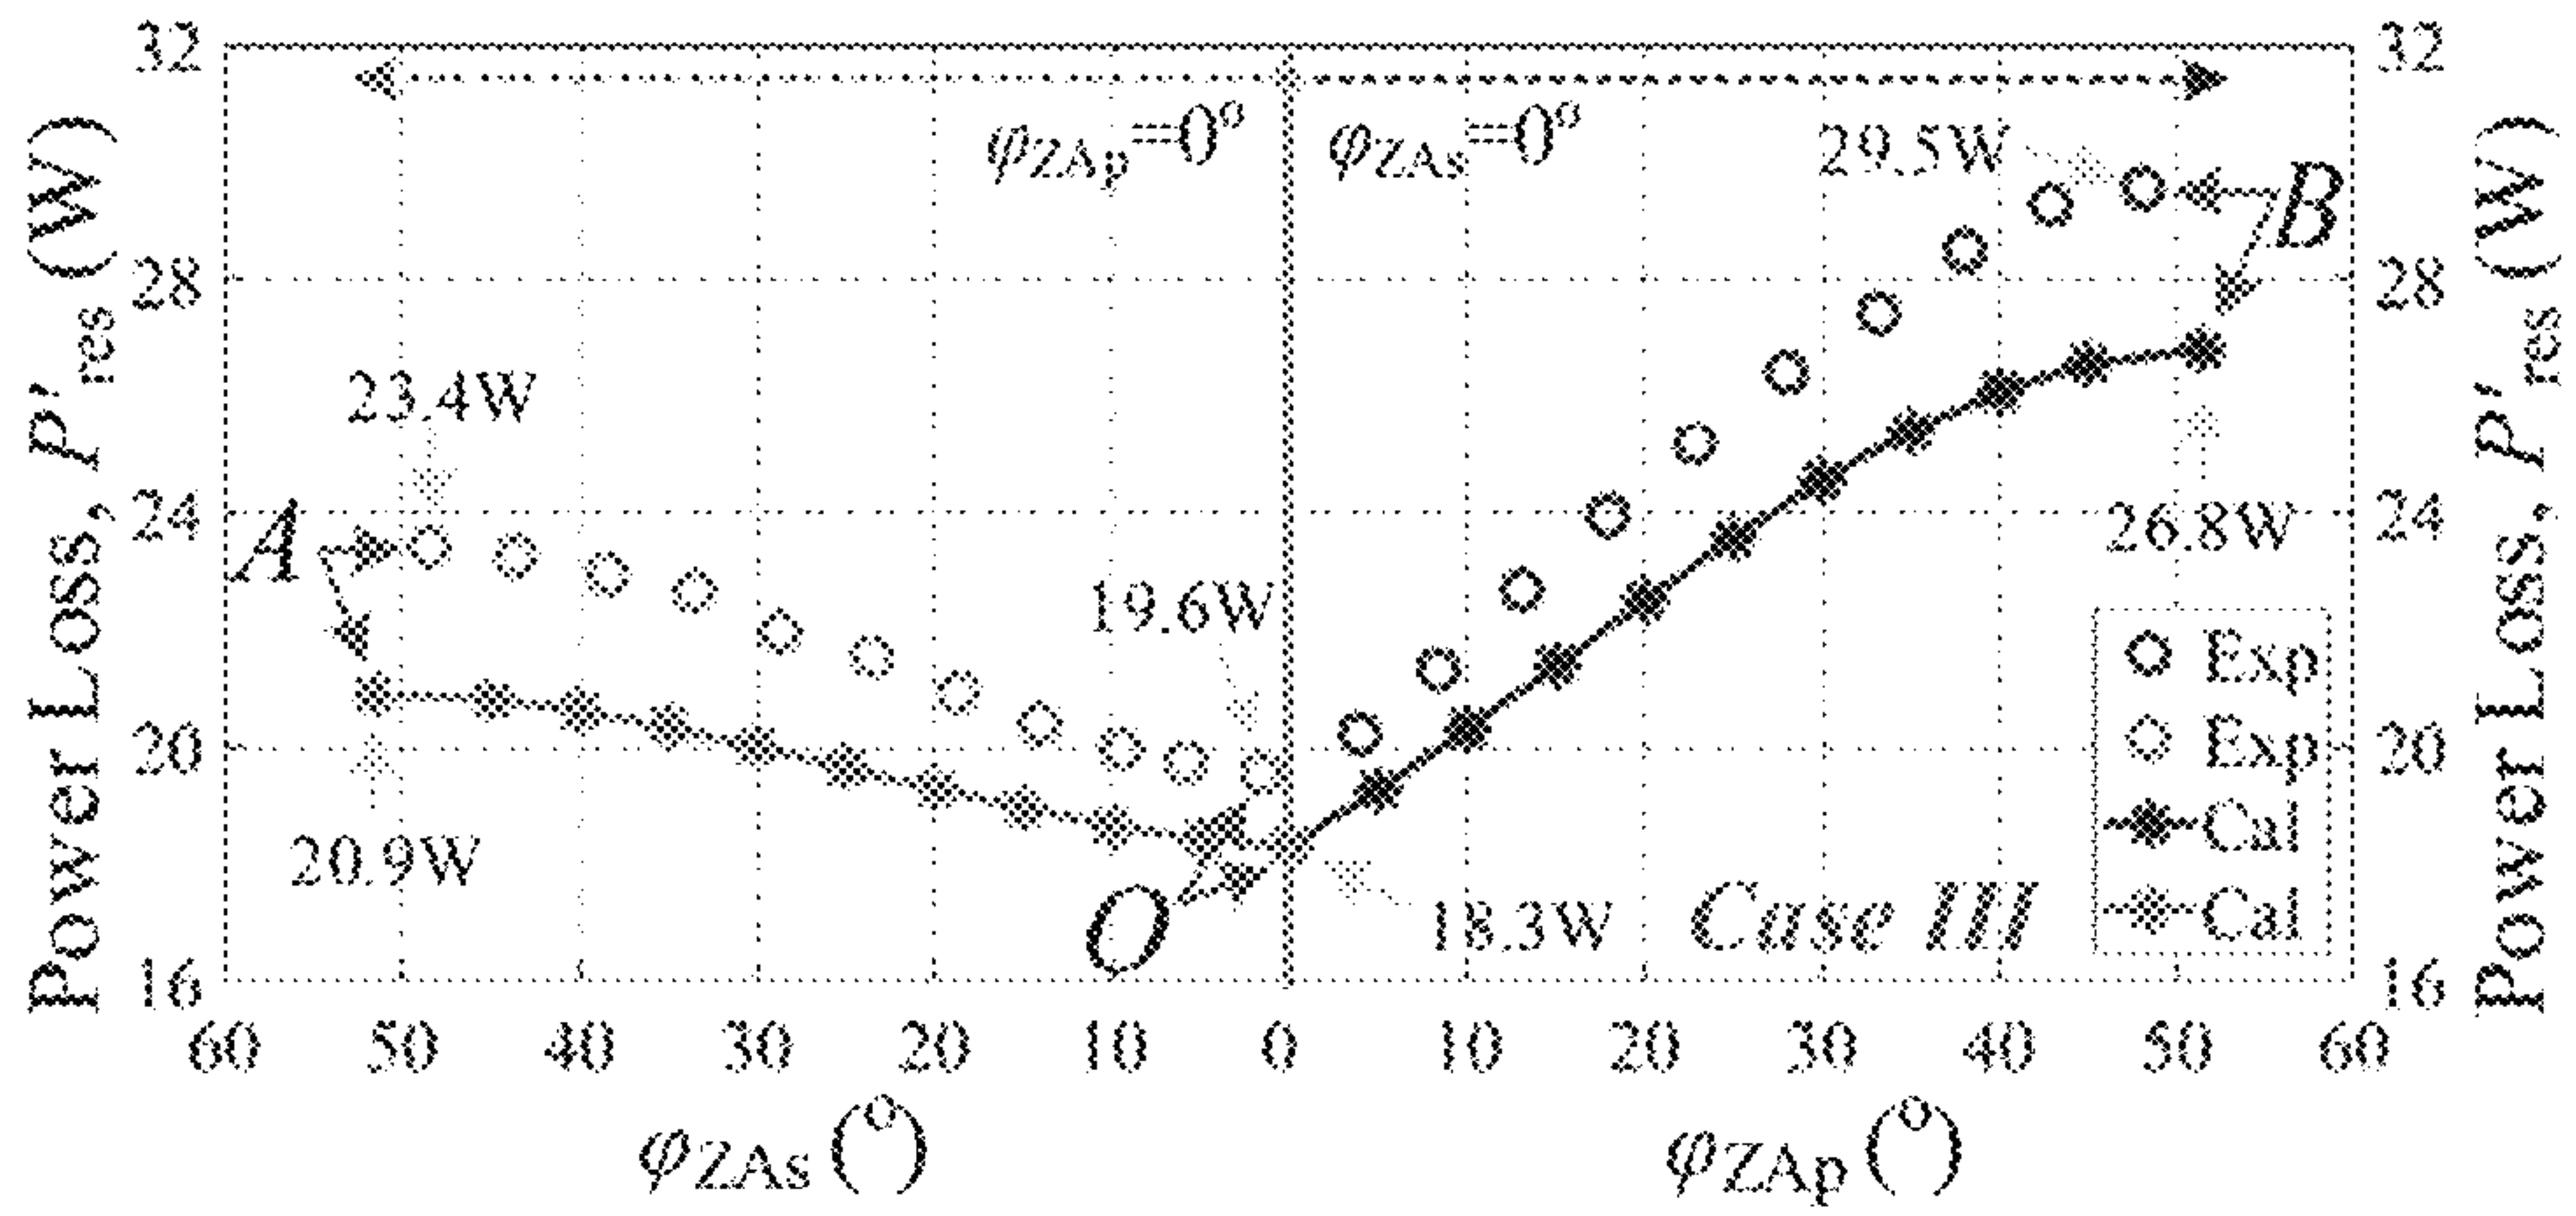 32
32
φZAp=0°
φZAs=0°
29.5W
B
28
28
23.4W
A
24
24
26.8W
19.6W
Exp
Exp
Cal
Cal
20
20
20.9W
O
18.3W
Case III
16
16
60 50 40 30 20 10 0 10 20 30 40 50 60
φZAs (°)
φZAp (°)
Power Loss, P'res (W)
Power Loss, P'res (W)